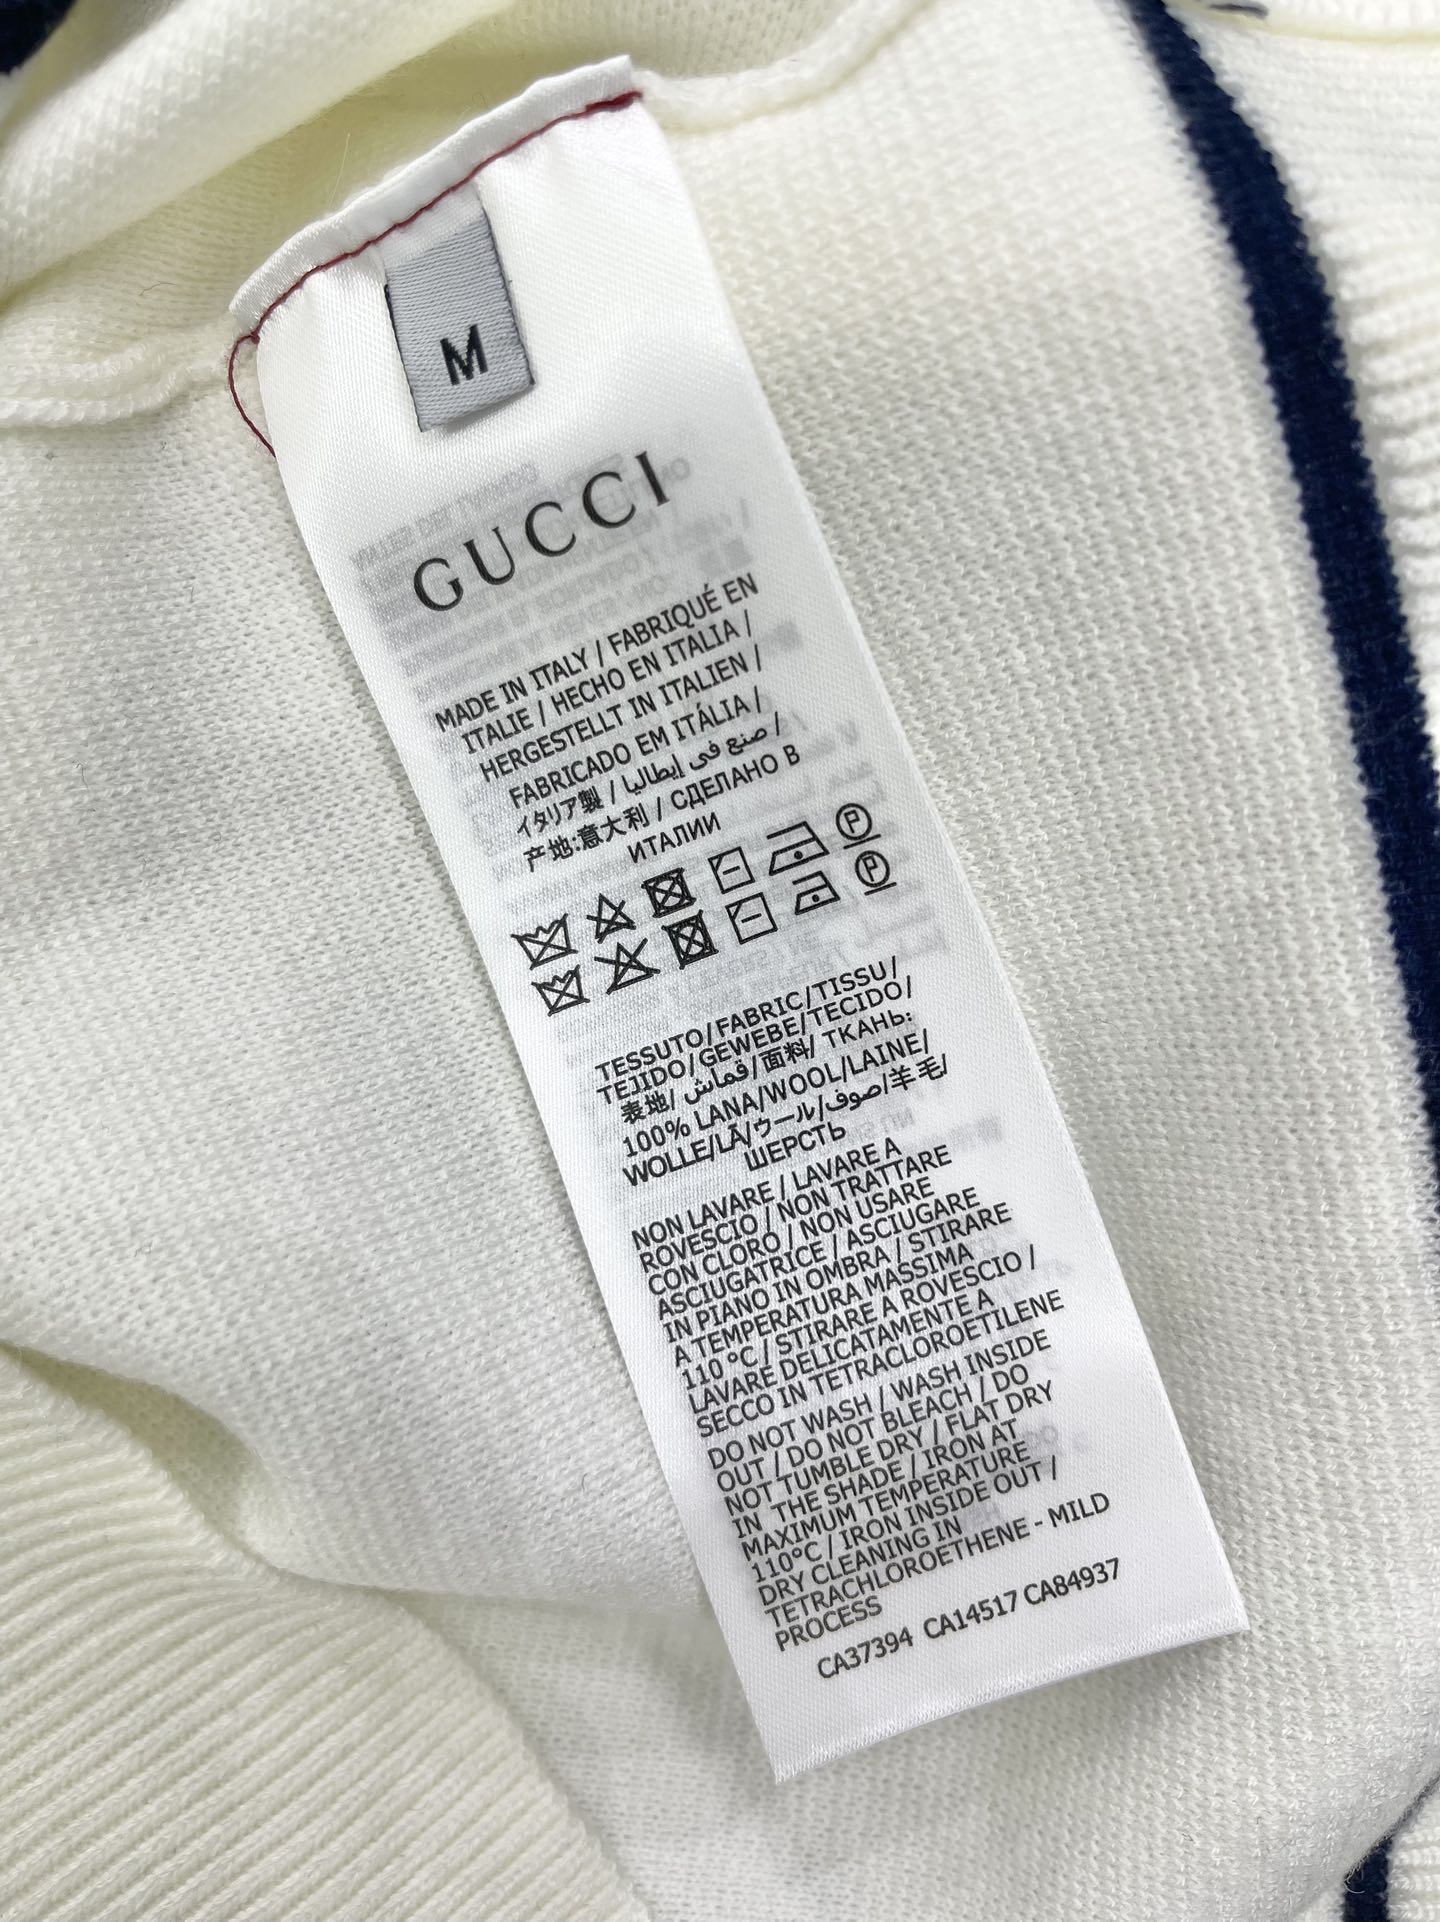 M
GUCCI
MADE IN ITALY / FABRIQUÉ EN
ITALIE / HECHO EN ITALIA /
HERGESTELLT IN ITALIEN /
FABRICADO EM ITÁLIA /
イタリア製 / صنع في إيطاليا /
产地:意大利 / СДЕЛАНО В
ИТАЛИИ
P
P
TESSUTO/FABRIC/TISSU/
TEJIDO/GEWEBE/TECIDO/
表地/ قماش/面料/ ТКАНЬ:
100% LANA/WOOL/LAINE/
WOLLE/LÃ/ウール/صوف/羊毛/
ШЕРСТЬ
NON LAVARE / LAVARE A
ROVESCIO / NON TRATTARE
CON CLORO / NON USARE
ASCIUGATRICE / ASCIUGARE
IN PIANO IN OMBRA / STIRARE
A TEMPERATURA MASSIMA
110 °C / STIRARE A ROVESCIO /
LAVARE DELICATAMENTE A
SECCO IN TETRACLOROETILENE
DO NOT WASH / WASH INSIDE
OUT / DO NOT BLEACH / DO
NOT TUMBLE DRY / FLAT DRY
IN THE SHADE / IRON AT
MAXIMUM TEMPERATURE
110°C / IRON INSIDE OUT /
DRY CLEANING IN
TETRACHLOROETHENE - MILD
PROCESS
CA37394 CA14517 CA84937